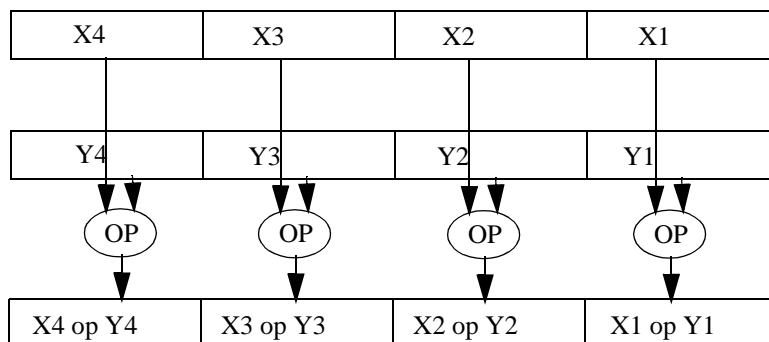 X4 X3 X2 X1
Y4 Y3 Y2 Y1
OP OP OP OP
X4 op Y4 X3 op Y3 X2 op Y2 X1 op Y1